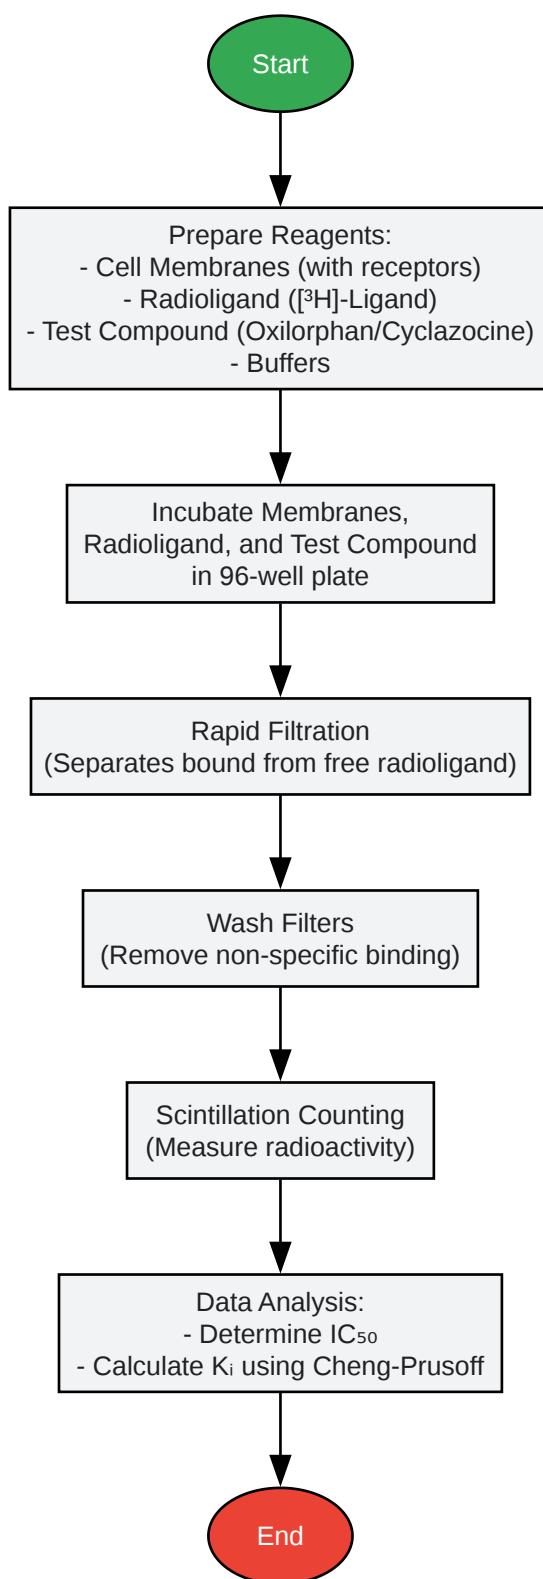 Start
Prepare Reagents:
- Cell Membranes (with receptors)
- Radioligand ([³H]-Ligand)
- Test Compound (Oxilorphan/Cyclazocine)
- Buffers
Incubate Membranes,
Radioligand, and Test Compound
in 96-well plate
Rapid Filtration
(Separates bound from free radioligand)
Wash Filters
(Remove non-specific binding)
Scintillation Counting
(Measure radioactivity)
Data Analysis:
- Determine IC₅₀
- Calculate Kᵢ using Cheng-Prusoff
End